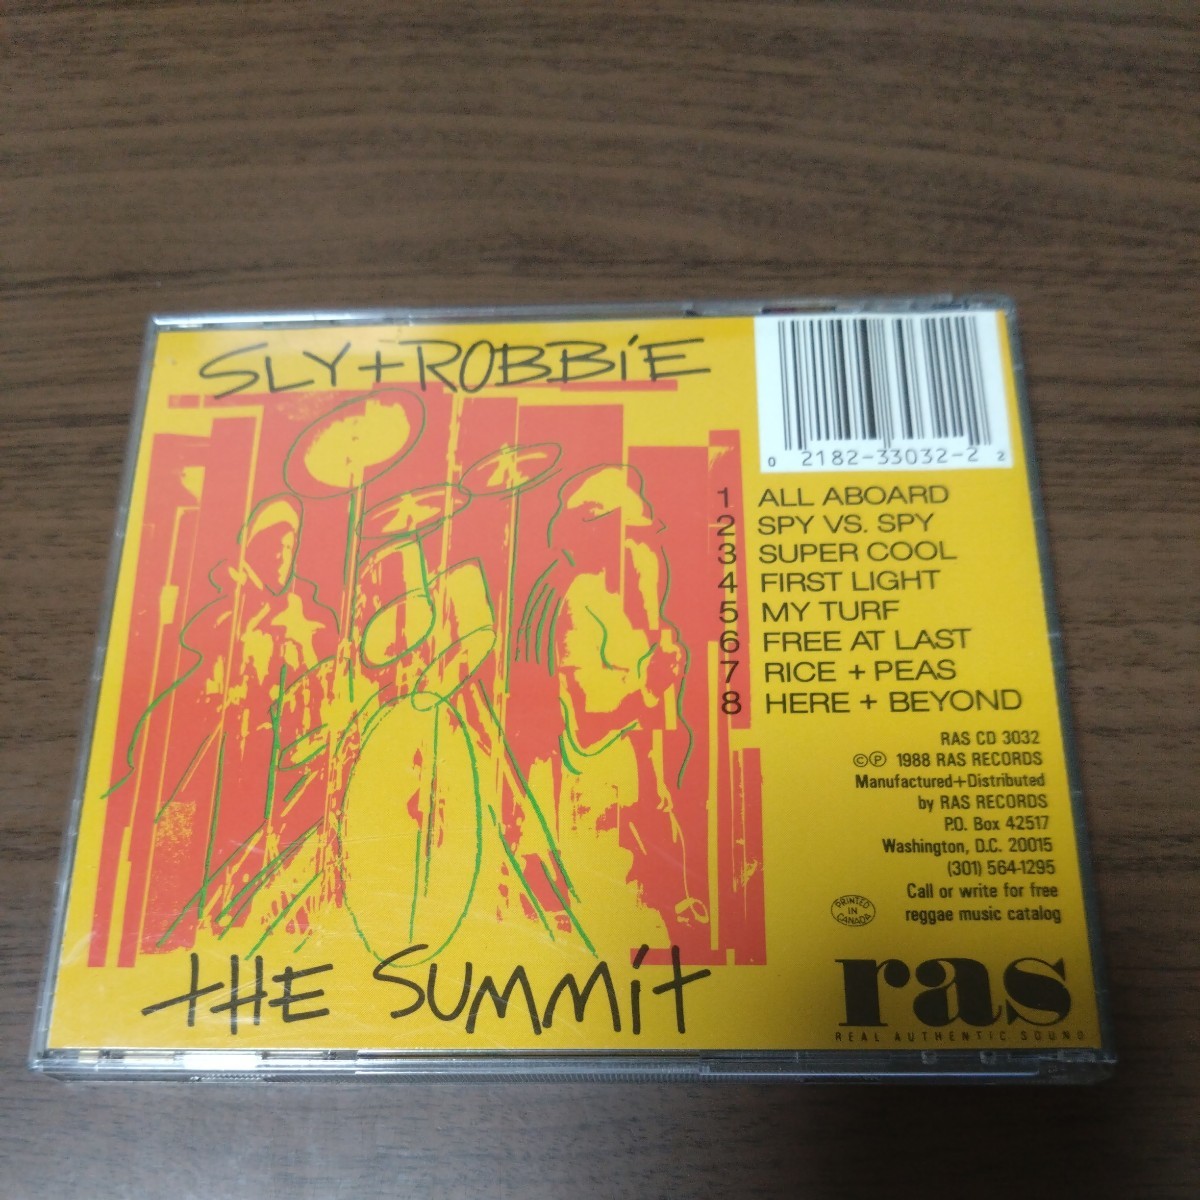 SLY+ROBBiE
0 2182-33032-2 2
1 ALL ABOARD
2 SPY VS. SPY
3 SUPER COOL
4 FIRST LIGHT
5 MY TURF
6 FREE AT LAST
7 RICE + PEAS
8 HERE + BEYOND
RAS CD 3032
©℗ 1988 RAS RECORDS
Manufactured+Distributed
by RAS RECORDS
P.O. Box 42517
Washington, D.C. 20015
(301) 564-1295
Call or write for free
reggae music catalog
PRINTED
IN
CANADA
tHE SUMMit
ras
REAL AUTHENTIC SOUND